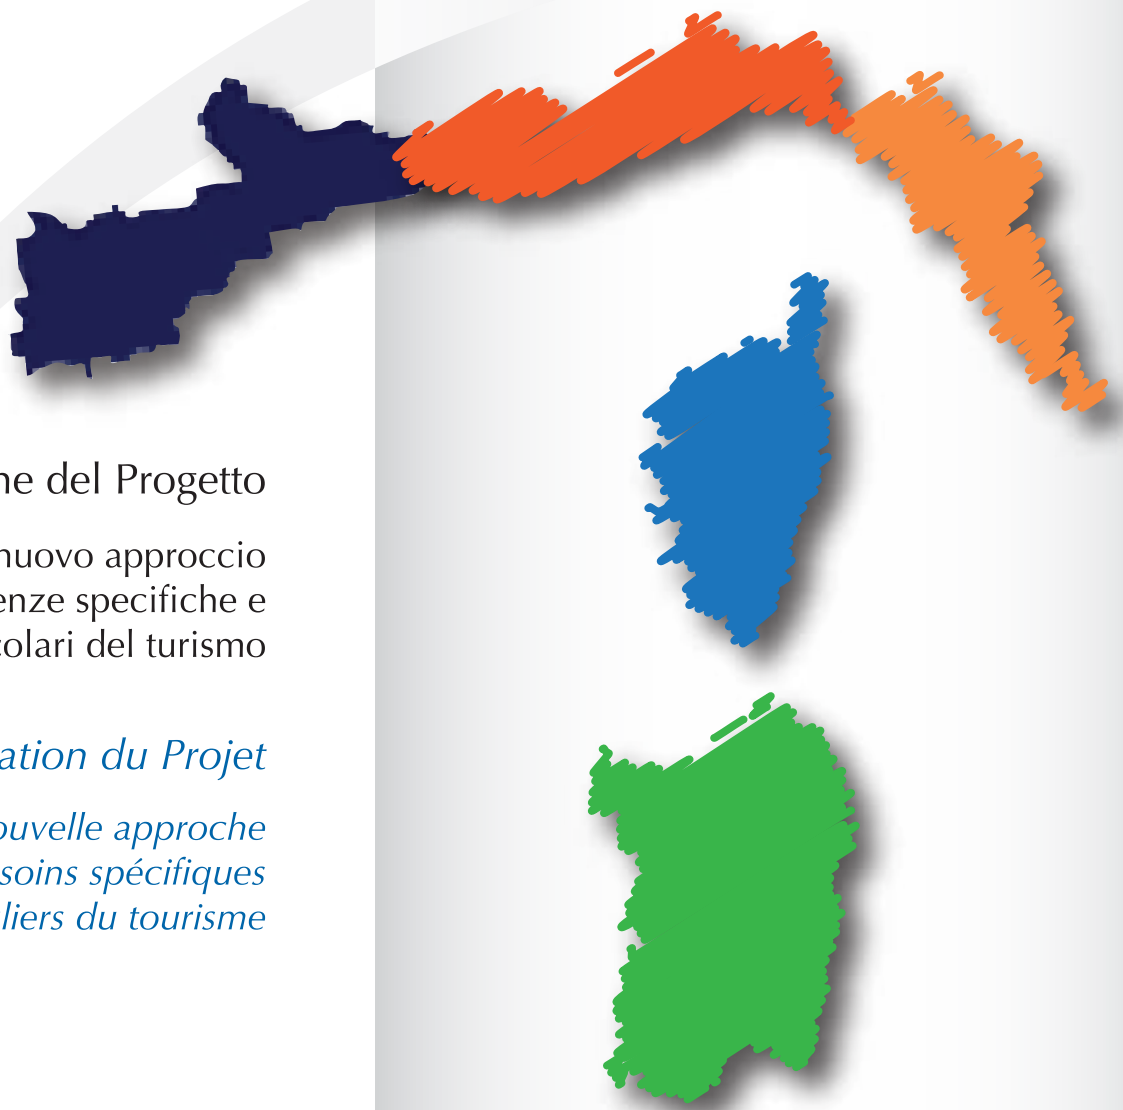 ne del Progetto
nuovo approccio
enze specifiche e
colari del turismo
ation du Projet
ouvelle approche
soins spécifiques
liers du tourisme